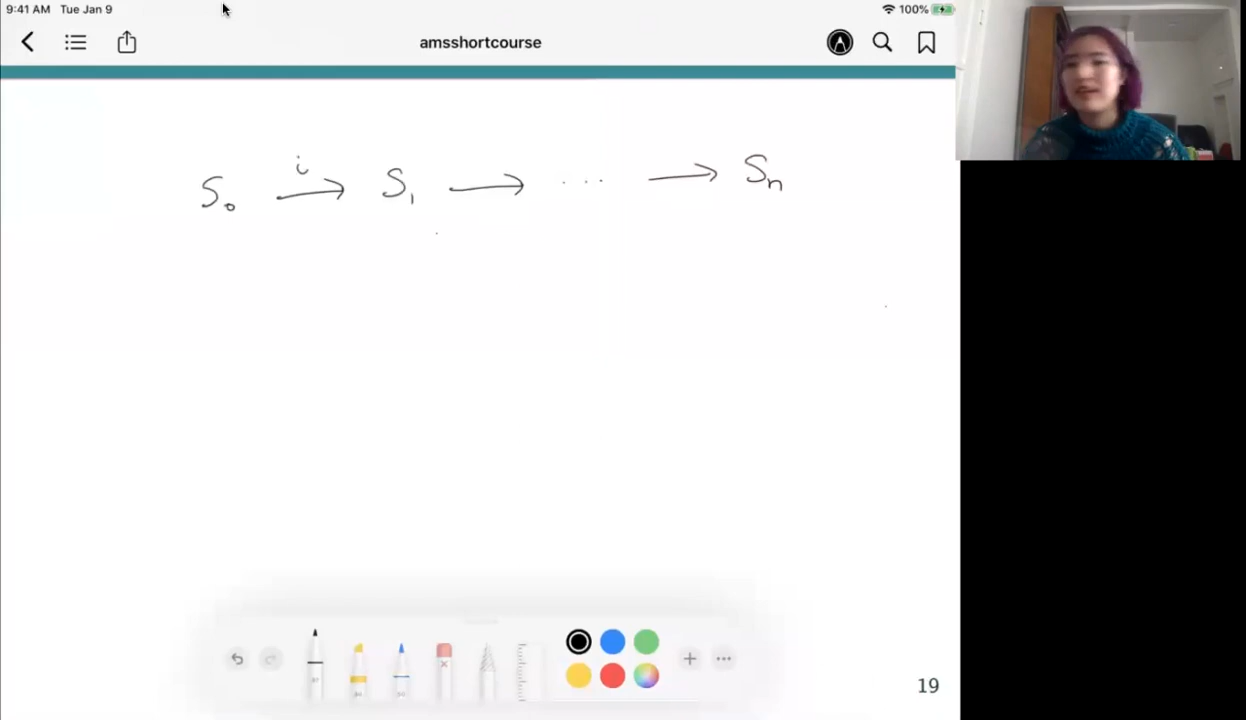 9:41 AM Tue Jan 9 100%
amsshortcourse
i
S₀ → S₁ → ... → Sₙ
19